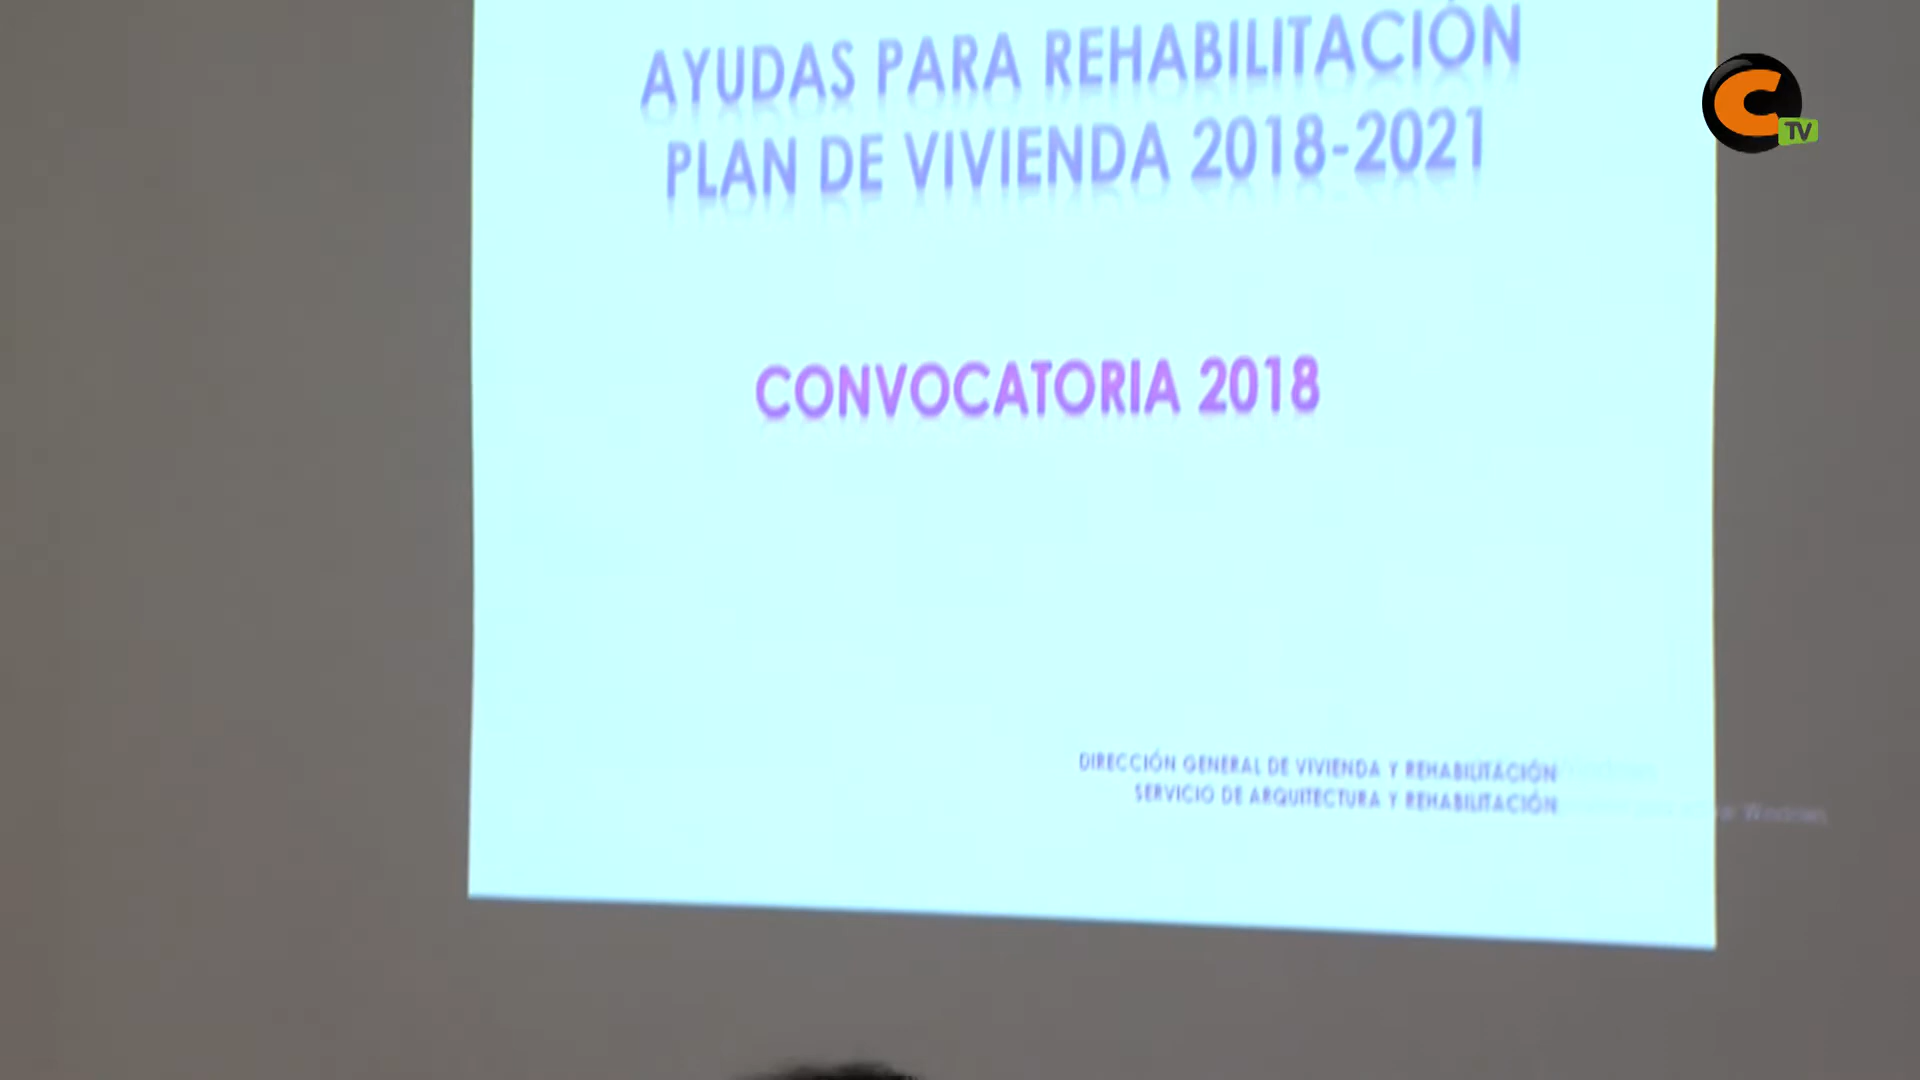 AYUDAS PARA REHABILITACIÓN
PLAN DE VIVIENDA 2018-2021
C
TV
CONVOCATORIA 2018
DIRECCIÓN GENERAL DE VIVIENDA Y REHABILITACIÓN
SERVICIO DE ARQUITECTURA Y REHABILITACIÓN
Windows